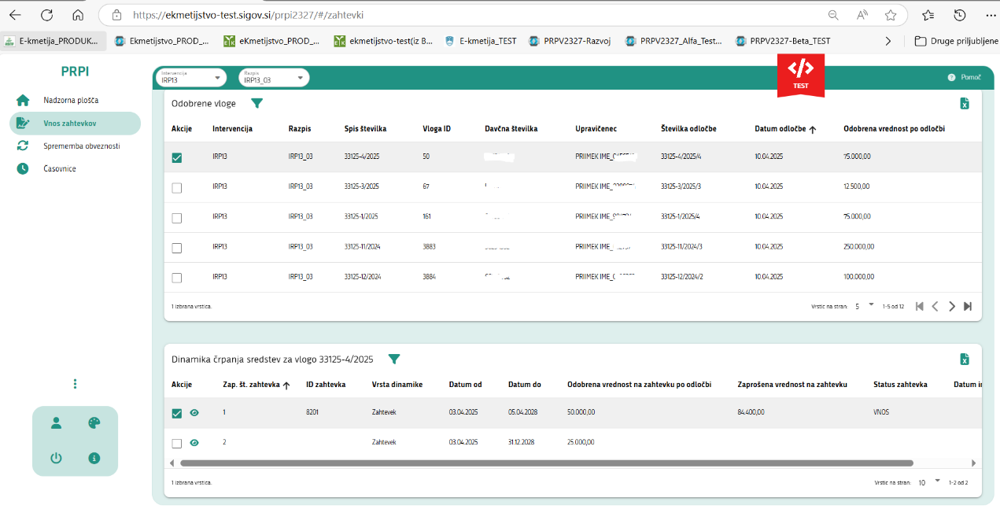 https://ekmetijstvo-test.sigov.si/prpi2327/#/zahtevki
E-kmetija_PRODUK... Ekmetijstvo_PROD_... eKmetijstvo_PROD_... ekmetijstvo-test(iz B... E-kmetija_TEST PRPV2327-Razvoj PRPV2327_Alfa_Test... PRPV2327-Beta_TEST Druge priljubljene
PRPI
Nadzorna plošča
Vnos zahtevkov
Sprememba obveznosti
Časovnice
Intervencija
IRP13
Razpis
IRP13_03
</>
TEST
Pomoč
Odobrene vloge
Akcije Intervencija Razpis Spis številka Vloga ID Davčna številka Upravičenec Številka odločbe Datum odločbe Odobrena vrednost po odločbi
IRP13 IRP13_03 33125-4/2025 50 PRIIMEK IME_ 33125-4/2025/4 10.04.2025 75.000,00
IRP13 IRP13_03 33125-3/2025 67 PRIIMEK IME_ 33125-3/2025/3 10.04.2025 12.500,00
IRP13 IRP13_03 33125-1/2025 161 PRIIMEK IME_ 33125-1/2025/4 10.04.2025 75.000,00
IRP13 IRP13_03 33125-11/2024 3883 PRIIMEK IME_ 33125-11/2024/3 10.04.2025 250.000,00
IRP13 IRP13_03 33125-12/2024 3884 PRIIMEK IME_ 33125-12/2024/2 10.04.2025 100.000,00
1 izbrana vrstica. Vrstic na stran: 5 1-5 od 12
Dinamika črpanja sredstev za vlogo 33125-4/2025
Akcije Zap. št. zahtevka ID zahtevka Vrsta dinamike Datum od Datum do Odobrena vrednost na zahtevku po odločbi Zaprošena vrednost na zahtevku Status zahtevka Datum
1 8201 Zahtevek 03.04.2025 05.04.2028 50.000,00 84.400,00 VNOS
2 Zahtevek 03.04.2025 31.12.2028 25.000,00
1 izbrana vrstica. Vrstic na stran: 10 1-2 od 2